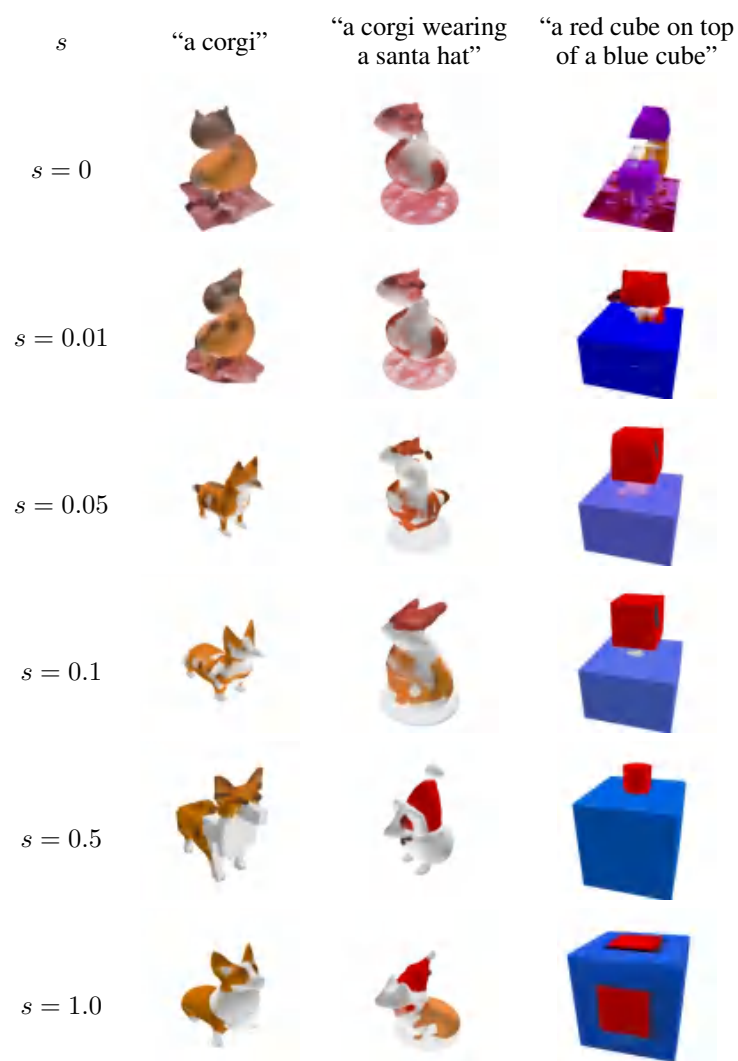 s “a corgi” “a corgi wearing a santa hat” “a red cube on top of a blue cube”
s = 0
s = 0.01
s = 0.05
s = 0.1
s = 0.5
s = 1.0